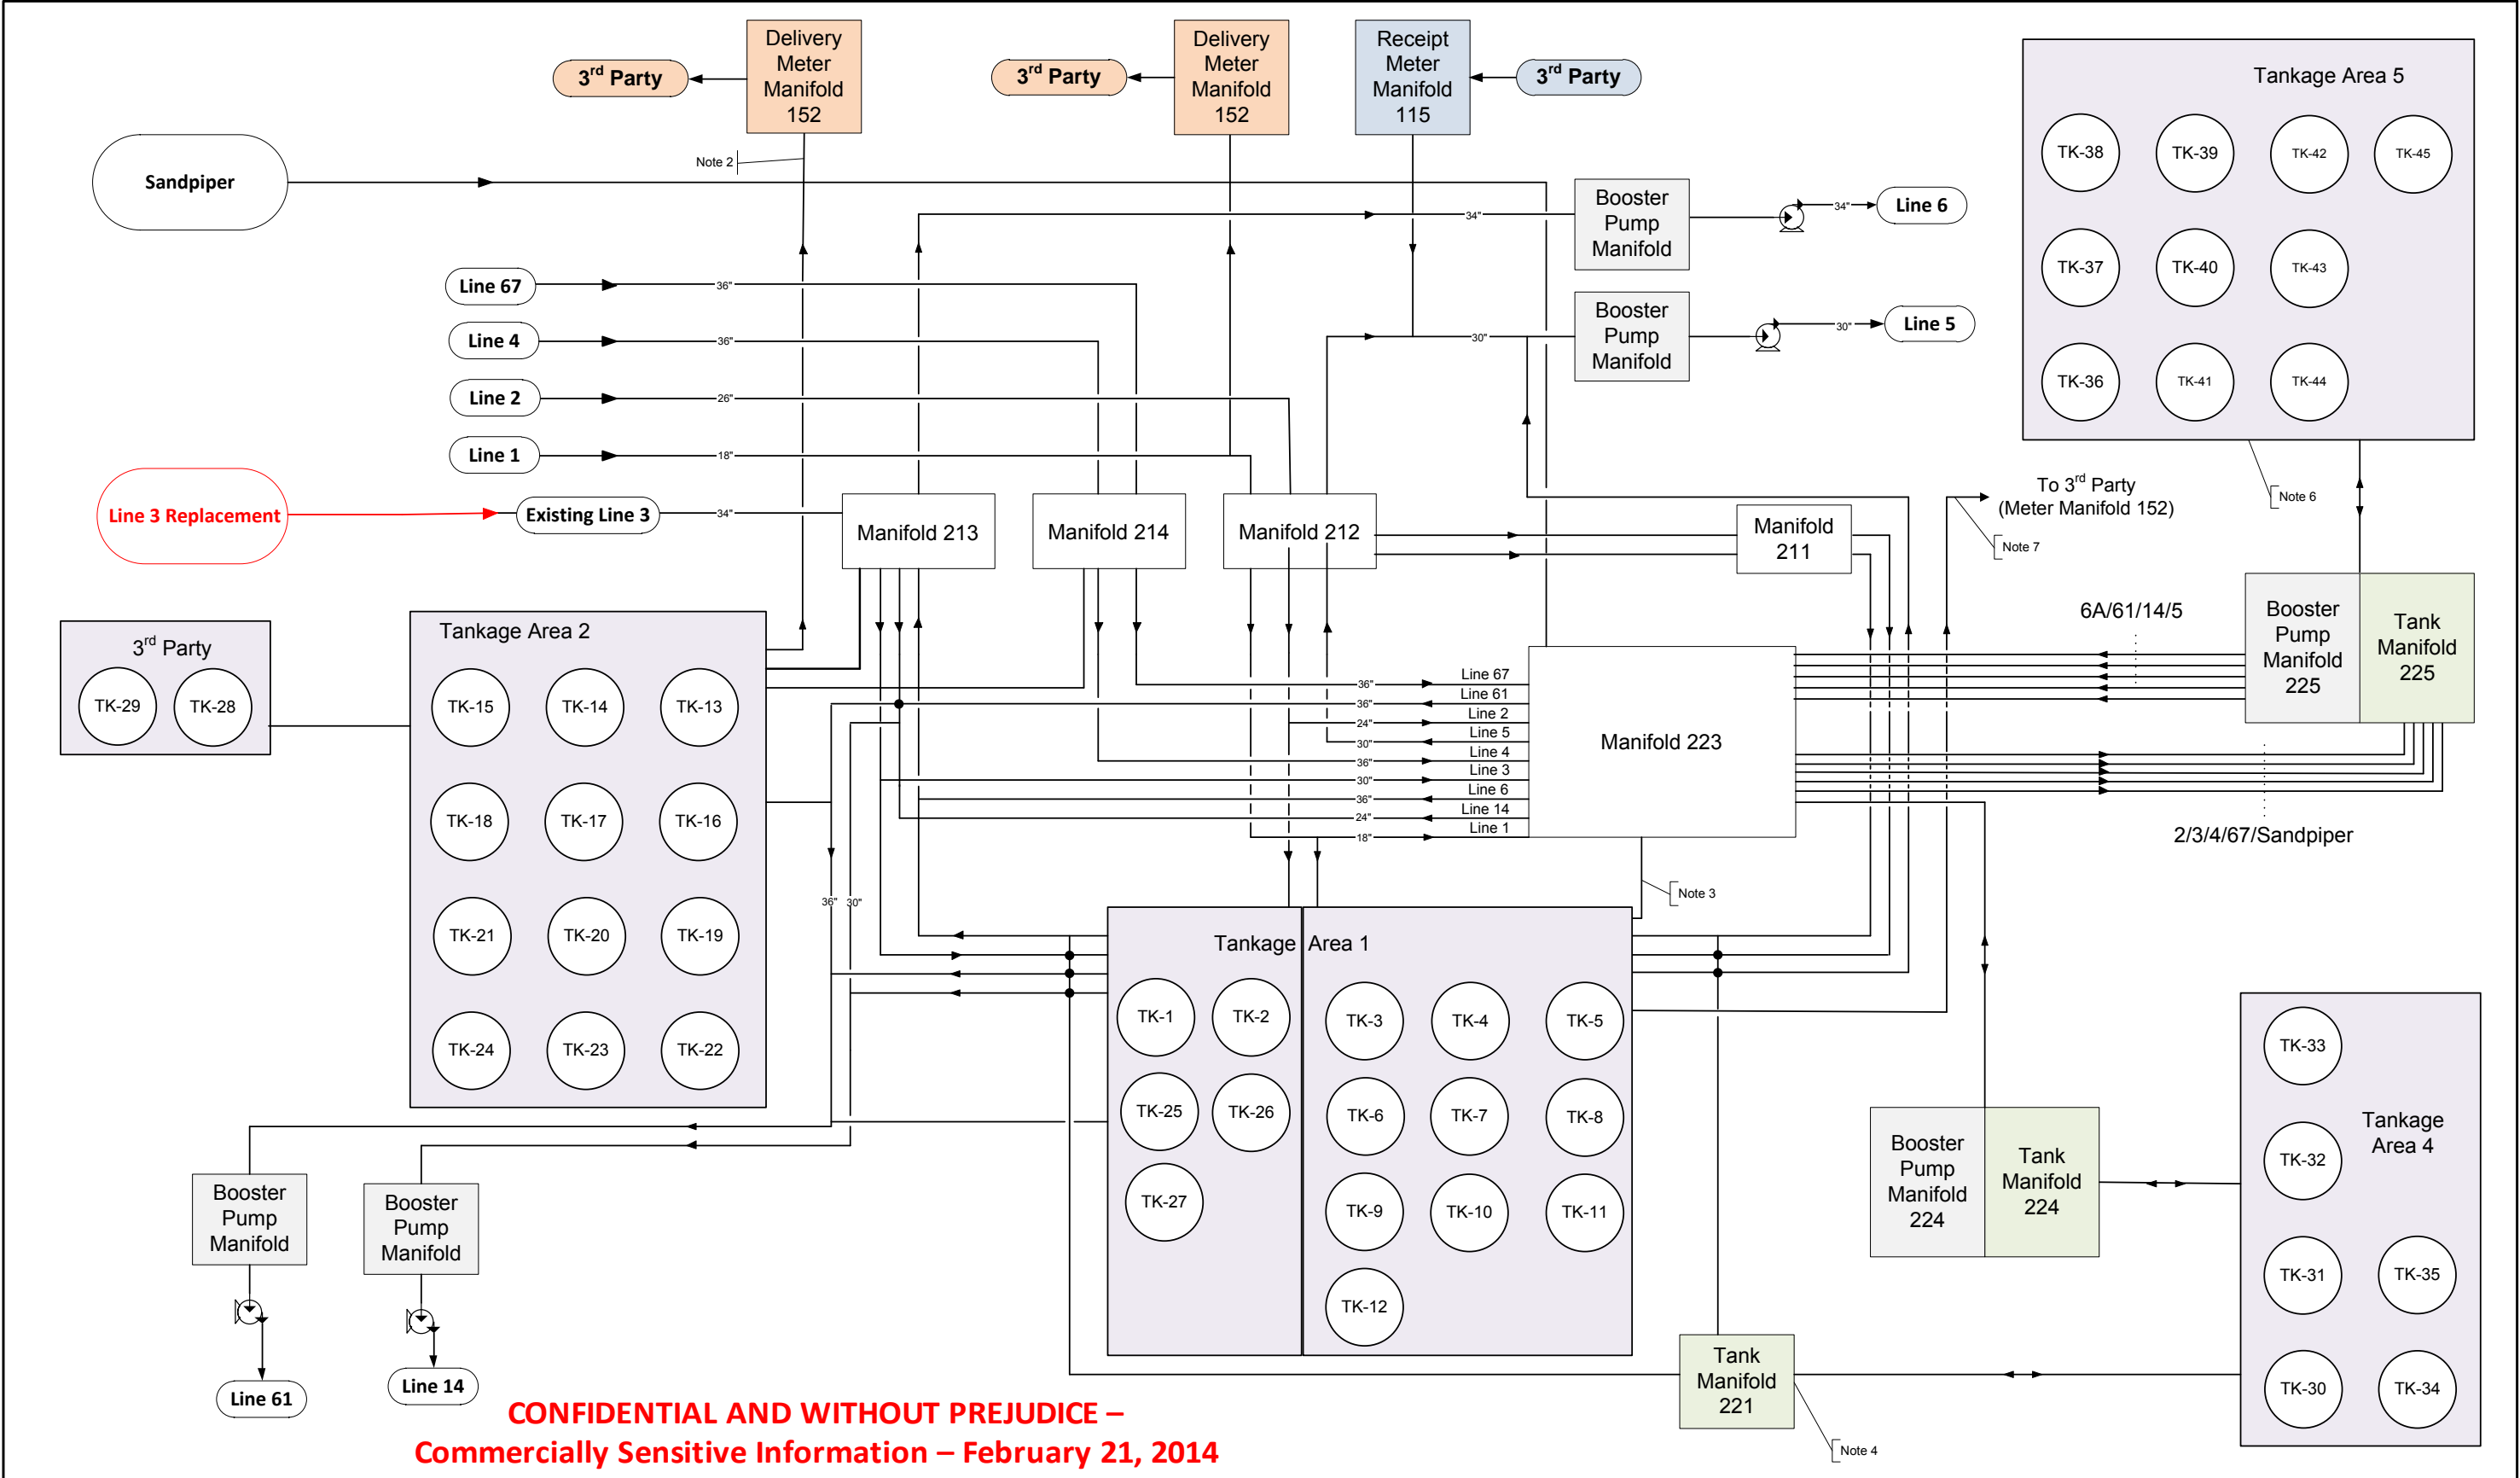 Delivery
Meter
Manifold
152
3rd Party
Delivery
Meter
Manifold
152
3rd Party
Receipt
Meter
Manifold
115
3rd Party
Tankage Area 5
TK-38
TK-39
TK-42
TK-45
TK-37
TK-40
TK-43
TK-36
TK-41
TK-44
Note 2
Sandpiper
Booster
Pump
Manifold
34"
34"
Line 6
Line 67
36"
Line 4
36"
Booster
Pump
Manifold
30"
30"
Line 5
Line 2
26"
Line 1
18"
Line 3 Replacement
Existing Line 3
34"
Manifold 213
Manifold 214
Manifold 212
Manifold
211
To 3rd Party
(Meter Manifold 152)
Note 7
Note 6
3rd Party
TK-29
TK-28
Tankage Area 2
TK-15
TK-14
TK-13
TK-18
TK-17
TK-16
TK-21
TK-20
TK-19
TK-24
TK-23
TK-22
36"
Line 67
36"
Line 61
24"
Line 2
30"
Line 5
36"
Line 4
30"
Line 3
36"
Line 6
24"
Line 14
18"
Line 1
Manifold 223
6A/61/14/5
Booster
Pump
Manifold
225
Tank
Manifold
225
2/3/4/67/Sandpiper
Note 3
36"
30"
Tankage Area 1
TK-1
TK-2
TK-3
TK-4
TK-5
TK-25
TK-26
TK-6
TK-7
TK-8
TK-27
TK-9
TK-10
TK-11
TK-12
Booster
Pump
Manifold
224
Tank
Manifold
224
TK-33
TK-32
Tankage
Area 4
TK-31
TK-35
TK-30
TK-34
Booster
Pump
Manifold
Booster
Pump
Manifold
Line 61
Line 14
Tank
Manifold
221
Note 4
CONFIDENTIAL AND WITHOUT PREJUDICE –
Commercially Sensitive Information – February 21, 2014